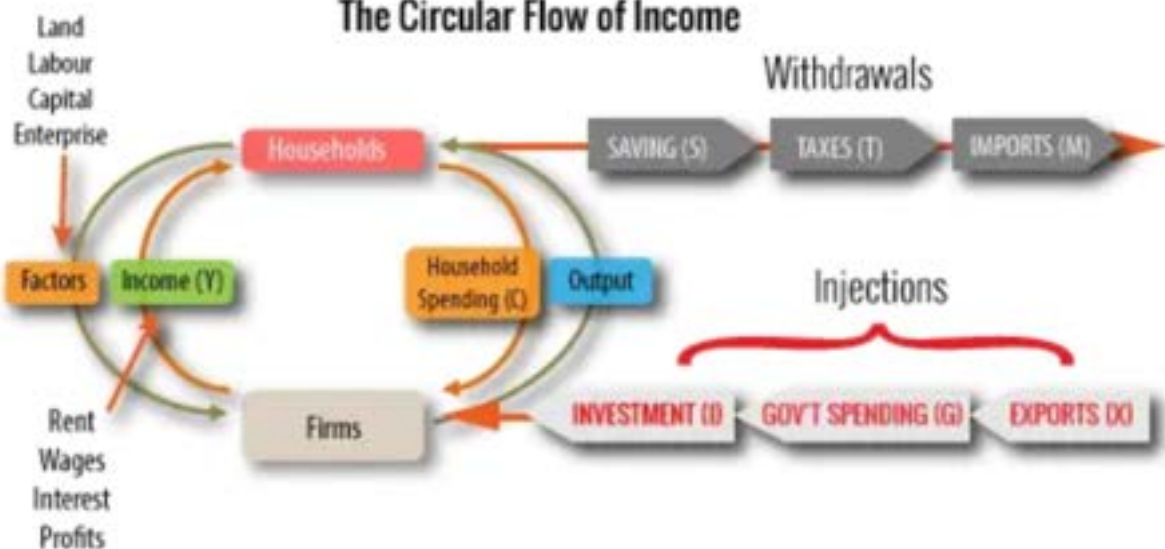 The Circular Flow of Income
Land
Labour
Capital
Enterprise
Withdrawals
Households
SAVING (S)
TAXES (T)
IMPORTS (M)
Factors
Income (Y)
Household
Spending (C)
Output
Injections
Firms
INVESTMENT (I)
GOV'T SPENDING (G)
EXPORTS (X)
Rent
Wages
Interest
Profits